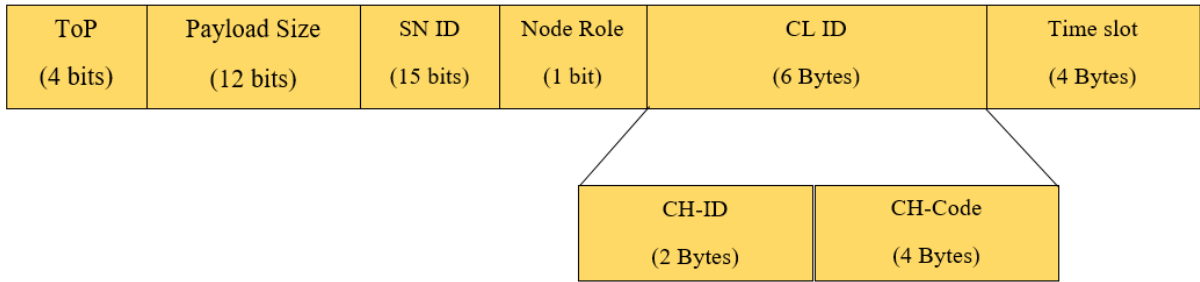 ToP
(4 bits)
Payload Size
(12 bits)
SN ID
(15 bits)
Node Role
(1 bit)
CL ID
(6 Bytes)
Time slot
(4 Bytes)
CH-ID
(2 Bytes)
CH-Code
(4 Bytes)